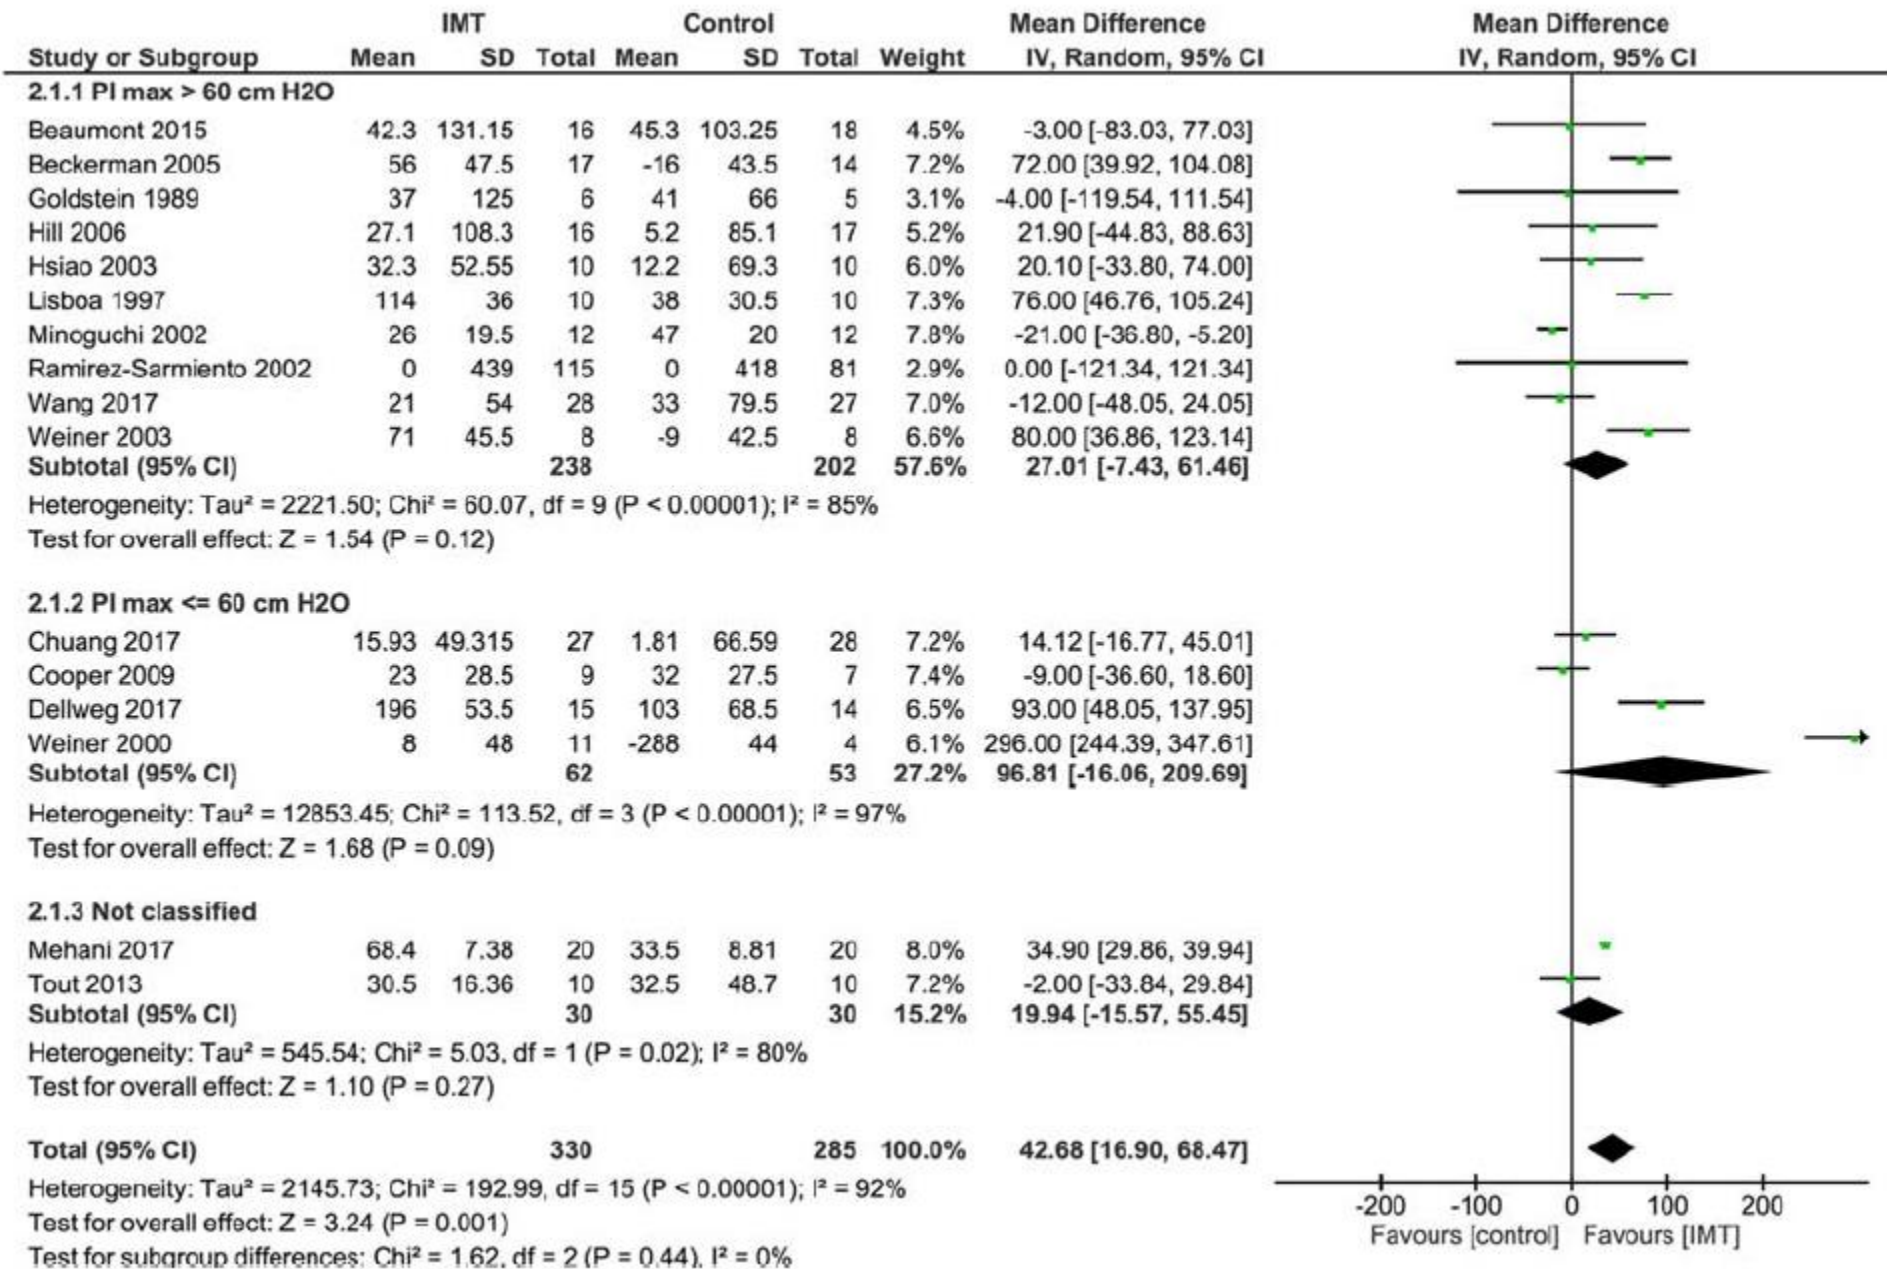 IMT Control Mean Difference Mean Difference
Study or Subgroup Mean SD Total Mean SD Total Weight IV, Random, 95% CI IV, Random, 95% CI
2.1.1 PI max > 60 cm H2O
Beaumont 2015 42.3 131.15 16 45.3 103.25 18 4.5% -3.00 [-83.03, 77.03]
Beckerman 2005 56 47.5 17 -16 43.5 14 7.2% 72.00 [39.92, 104.08]
Goldstein 1989 37 125 6 41 66 5 3.1% -4.00 [-119.54, 111.54]
Hill 2006 27.1 108.3 16 5.2 85.1 17 5.2% 21.90 [-44.83, 88.63]
Hsiao 2003 32.3 52.55 10 12.2 69.3 10 6.0% 20.10 [-33.80, 74.00]
Lisboa 1997 114 36 10 38 30.5 10 7.3% 76.00 [46.76, 105.24]
Minoguchi 2002 26 19.5 12 47 20 12 7.8% -21.00 [-36.80, -5.20]
Ramirez-Sarmiento 2002 0 439 115 0 418 81 2.9% 0.00 [-121.34, 121.34]
Wang 2017 21 54 28 33 79.5 27 7.0% -12.00 [-48.05, 24.05]
Weiner 2003 71 45.5 8 -9 42.5 8 6.6% 80.00 [36.86, 123.14]
Subtotal (95% CI) 238 202 57.6% 27.01 [-7.43, 61.46]
Heterogeneity: Tau² = 2221.50; Chi² = 60.07, df = 9 (P < 0.00001); I² = 85%
Test for overall effect: Z = 1.54 (P = 0.12)
2.1.2 PI max <= 60 cm H2O
Chuang 2017 15.93 49.315 27 1.81 66.59 28 7.2% 14.12 [-16.77, 45.01]
Cooper 2009 23 28.5 9 32 27.5 7 7.4% -9.00 [-36.60, 18.60]
Dellweg 2017 196 53.5 15 103 68.5 14 6.5% 93.00 [48.05, 137.95]
Weiner 2000 8 48 11 -288 44 4 6.1% 296.00 [244.39, 347.61]
Subtotal (95% CI) 62 53 27.2% 96.81 [-16.06, 209.69]
Heterogeneity: Tau² = 12853.45; Chi² = 113.52, df = 3 (P < 0.00001); I² = 97%
Test for overall effect: Z = 1.68 (P = 0.09)
2.1.3 Not classified
Mehani 2017 68.4 7.38 20 33.5 8.81 20 8.0% 34.90 [29.86, 39.94]
Tout 2013 30.5 16.36 10 32.5 48.7 10 7.2% -2.00 [-33.84, 29.84]
Subtotal (95% CI) 30 30 15.2% 19.94 [-15.57, 55.45]
Heterogeneity: Tau² = 545.54; Chi² = 5.03, df = 1 (P = 0.02); I² = 80%
Test for overall effect: Z = 1.10 (P = 0.27)
Total (95% CI) 330 285 100.0% 42.68 [16.90, 68.47]
Heterogeneity: Tau² = 2145.73; Chi² = 192.99, df = 15 (P < 0.00001); I² = 92%
Test for overall effect: Z = 3.24 (P = 0.001)
Test for subgroup differences: Chi² = 1.62, df = 2 (P = 0.44), I² = 0%
-200 -100 0 100 200
Favours [control] Favours [IMT]